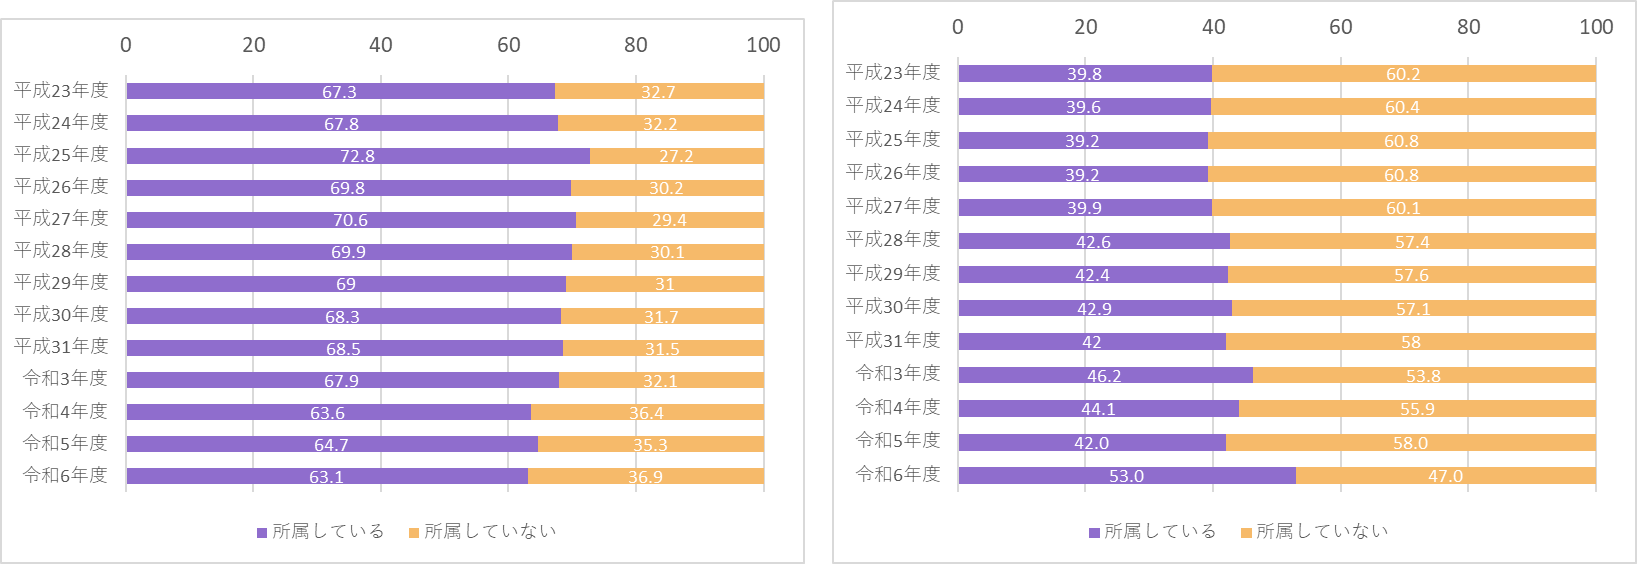 0 20 40 60 80 100
平成23年度 67.3 32.7
平成24年度 67.8 32.2
平成25年度 72.8 27.2
平成26年度 69.8 30.2
平成27年度 70.6 29.4
平成28年度 69.9 30.1
平成29年度 69 31
平成30年度 68.3 31.7
平成31年度 68.5 31.5
令和3年度 67.9 32.1
令和4年度 63.6 36.4
令和5年度 64.7 35.3
令和6年度 63.1 36.9
所属している 所属していない
0 20 40 60 80 100
平成23年度 39.8 60.2
平成24年度 39.6 60.4
平成25年度 39.2 60.8
平成26年度 39.2 60.8
平成27年度 39.9 60.1
平成28年度 42.6 57.4
平成29年度 42.4 57.6
平成30年度 42.9 57.1
平成31年度 42 58
令和3年度 46.2 53.8
令和4年度 44.1 55.9
令和5年度 42.0 58.0
令和6年度 53.0 47.0
所属している 所属していない